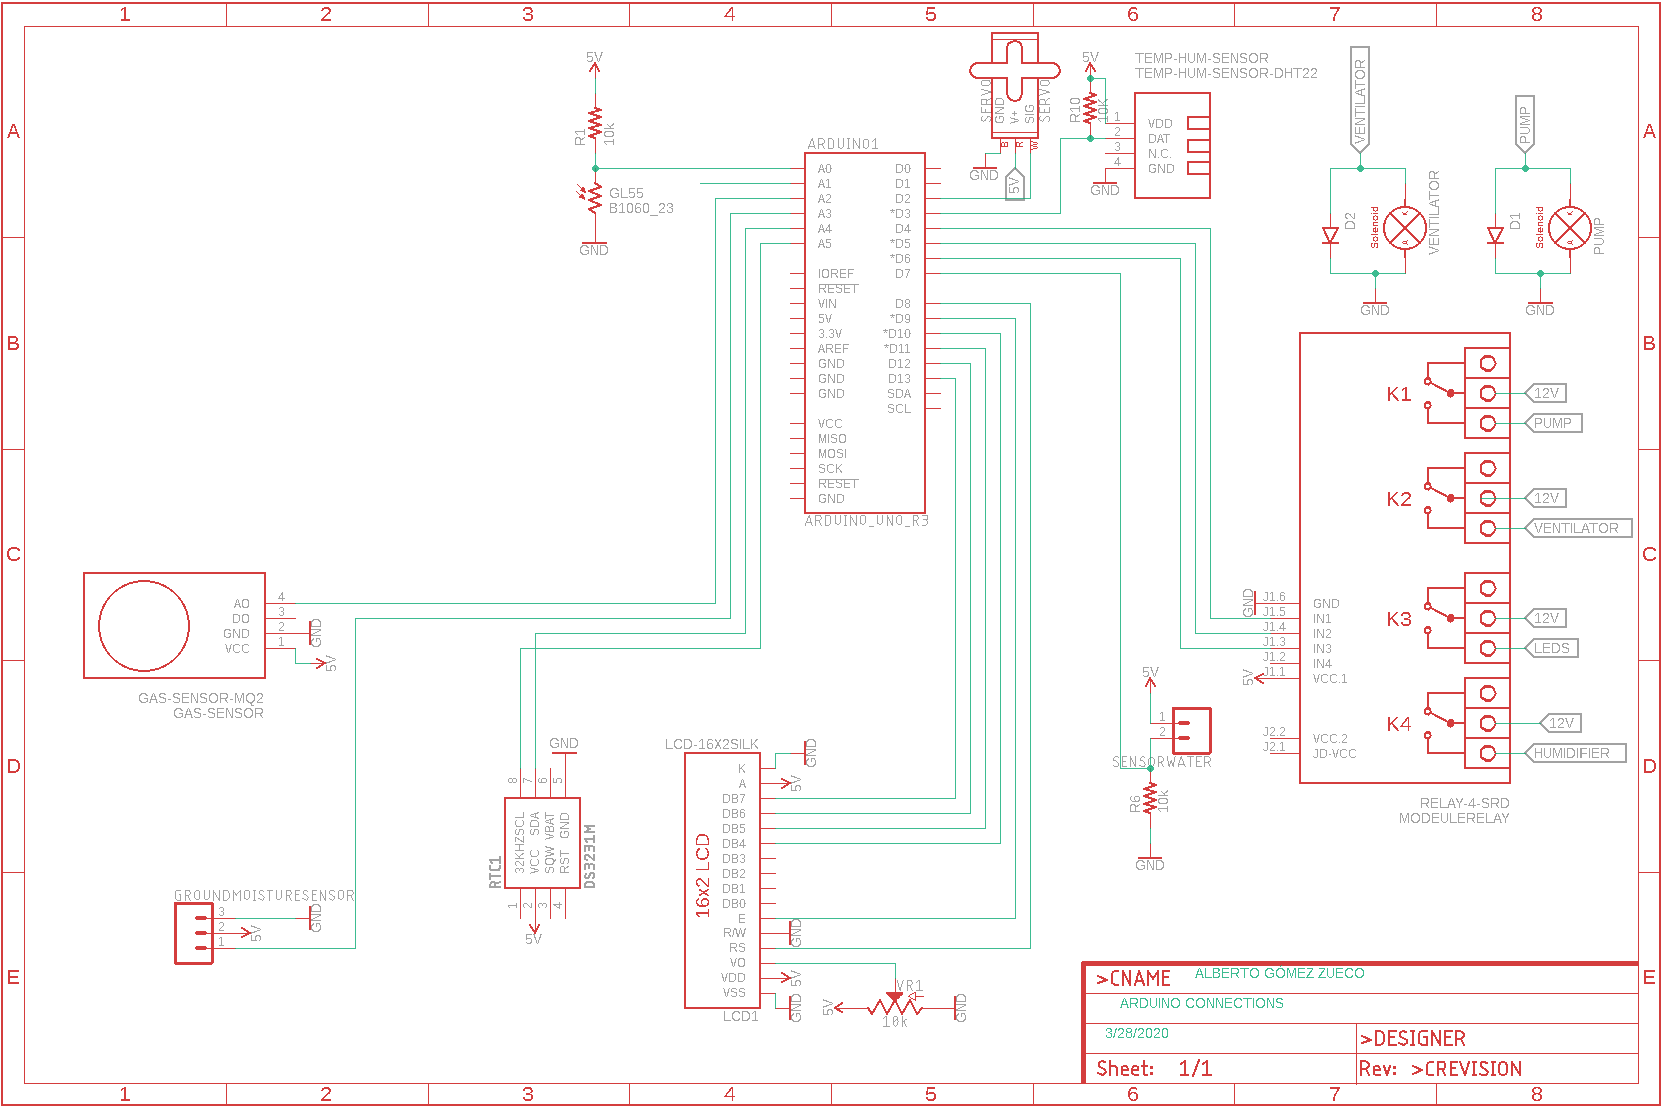 1 2 3 4 5 6 7 8
A
B
C
D
E
A
B
C
D
E
1 2 3 4 5 6 7 8
5V
R1
10k
GL55
B1060_23
GND
ARDUINO1
A0
A1
A2
A3
A4
A5
IOREF
RESET
VIN
5V
3.3V
AREF
GND
GND
GND
VCC
MISO
MOSI
SCK
RESET
GND
D0
D1
D2
*D3
D4
*D5
*D6
D7
D8
*D9
*D10
*D11
D12
D13
SDA
SCL
ARDUINO_UNO_R3
SERVO
GND
V+
SIG
SERVO
B
R
W
GND
5V
5V
R10
10K
TEMP-HUM-SENSOR
TEMP-HUM-SENSOR-DHT22
1 VDD
2 DAT
3 N.C.
4 GND
GND
VENTILATOR
D2
Solenoid
K
A
VENTILATOR
GND
PUMP
D1
Solenoid
K
A
PUMP
GND
K1
12V
PUMP
K2
12V
VENTILATOR
K3
12V
LEDS
K4
12V
HUMIDIFIER
GND
J1.6 GND
J1.5 IN1
J1.4 IN2
J1.3 IN3
J1.2 IN4
5V
J1.1 VCC.1
J2.2 VCC.2
J2.1 JD-VCC
RELAY-4-SRD
MODEULERELAY
AO 4
DO 3
GND 2
VCC 1
GND
5V
GAS-SENSOR-MQ2
GAS-SENSOR
GROUNDMOISTURESENSOR
3
2
1
GND
5V
GND
8
7
6
5
32KHZ SCL
VCC SDA
SQW VBAT
RST GND
RTC1
DS3231M
1
2
3
4
5V
LCD-16X2SILK
16x2 LCD
K
A
DB7
DB6
DB5
DB4
DB3
DB2
DB1
DB0
E
R/W
RS
VO
VDD
VSS
LCD1
GND
5V
GND
5V
GND
5V
VR1
10k
GND
5V
1
2
SENSORWATER
R6
10k
GND
>CNAME ALBERTO GÓMEZ ZUECO
ARDUINO CONNECTIONS
3/28/2020
>DESIGNER
Sheet: 1/1
Rev: >CREVISION